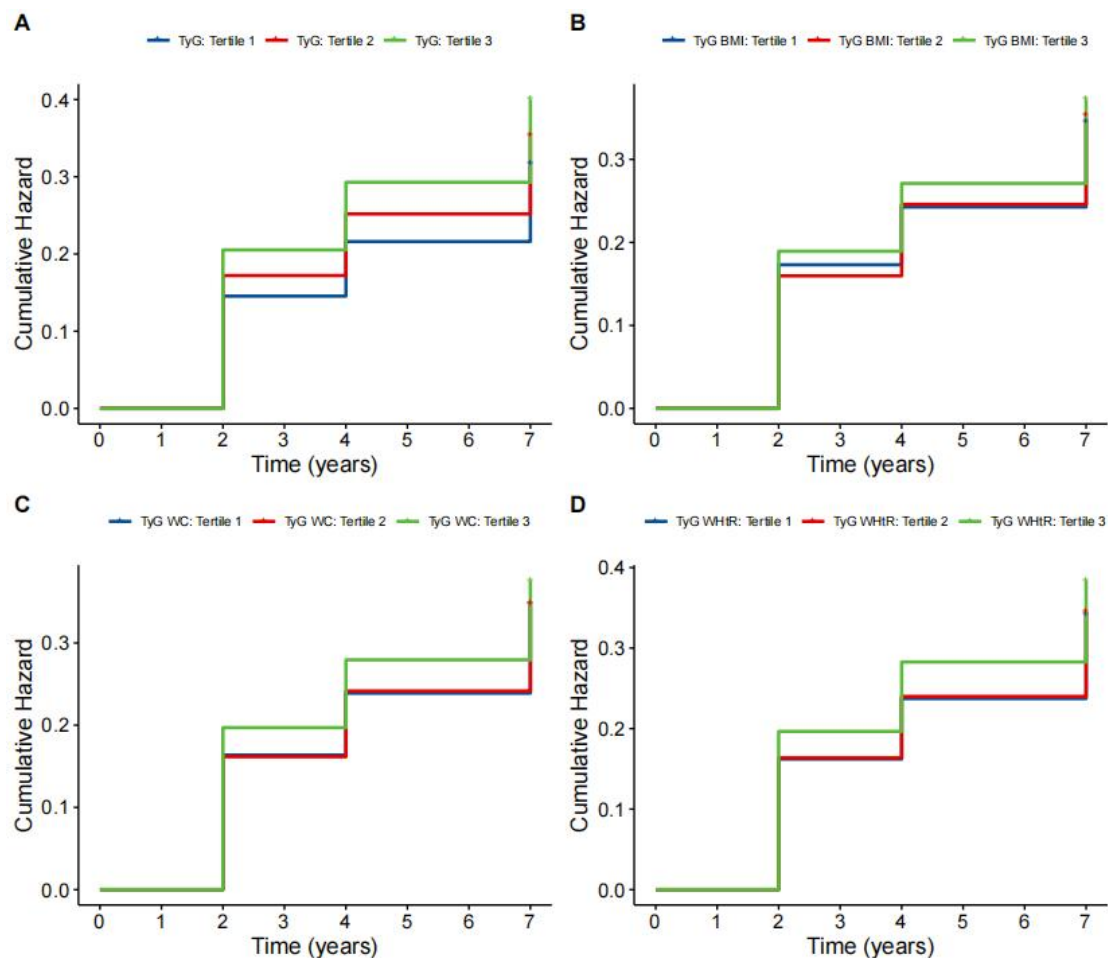 A
TyG: Tertile 1 TyG: Tertile 2 TyG: Tertile 3
Cumulative Hazard
0.4
0.3
0.2
0.1
0.0
0 1 2 3 4 5 6 7
Time (years)
B
TyG BMI: Tertile 1 TyG BMI: Tertile 2 TyG BMI: Tertile 3
Cumulative Hazard
0.3
0.2
0.1
0.0
0 1 2 3 4 5 6 7
Time (years)
C
TyG WC: Tertile 1 TyG WC: Tertile 2 TyG WC: Tertile 3
Cumulative Hazard
0.3
0.2
0.1
0.0
0 1 2 3 4 5 6 7
Time (years)
D
TyG WHtR: Tertile 1 TyG WHtR: Tertile 2 TyG WHtR: Tertile 3
Cumulative Hazard
0.4
0.3
0.2
0.1
0.0
0 1 2 3 4 5 6 7
Time (years)